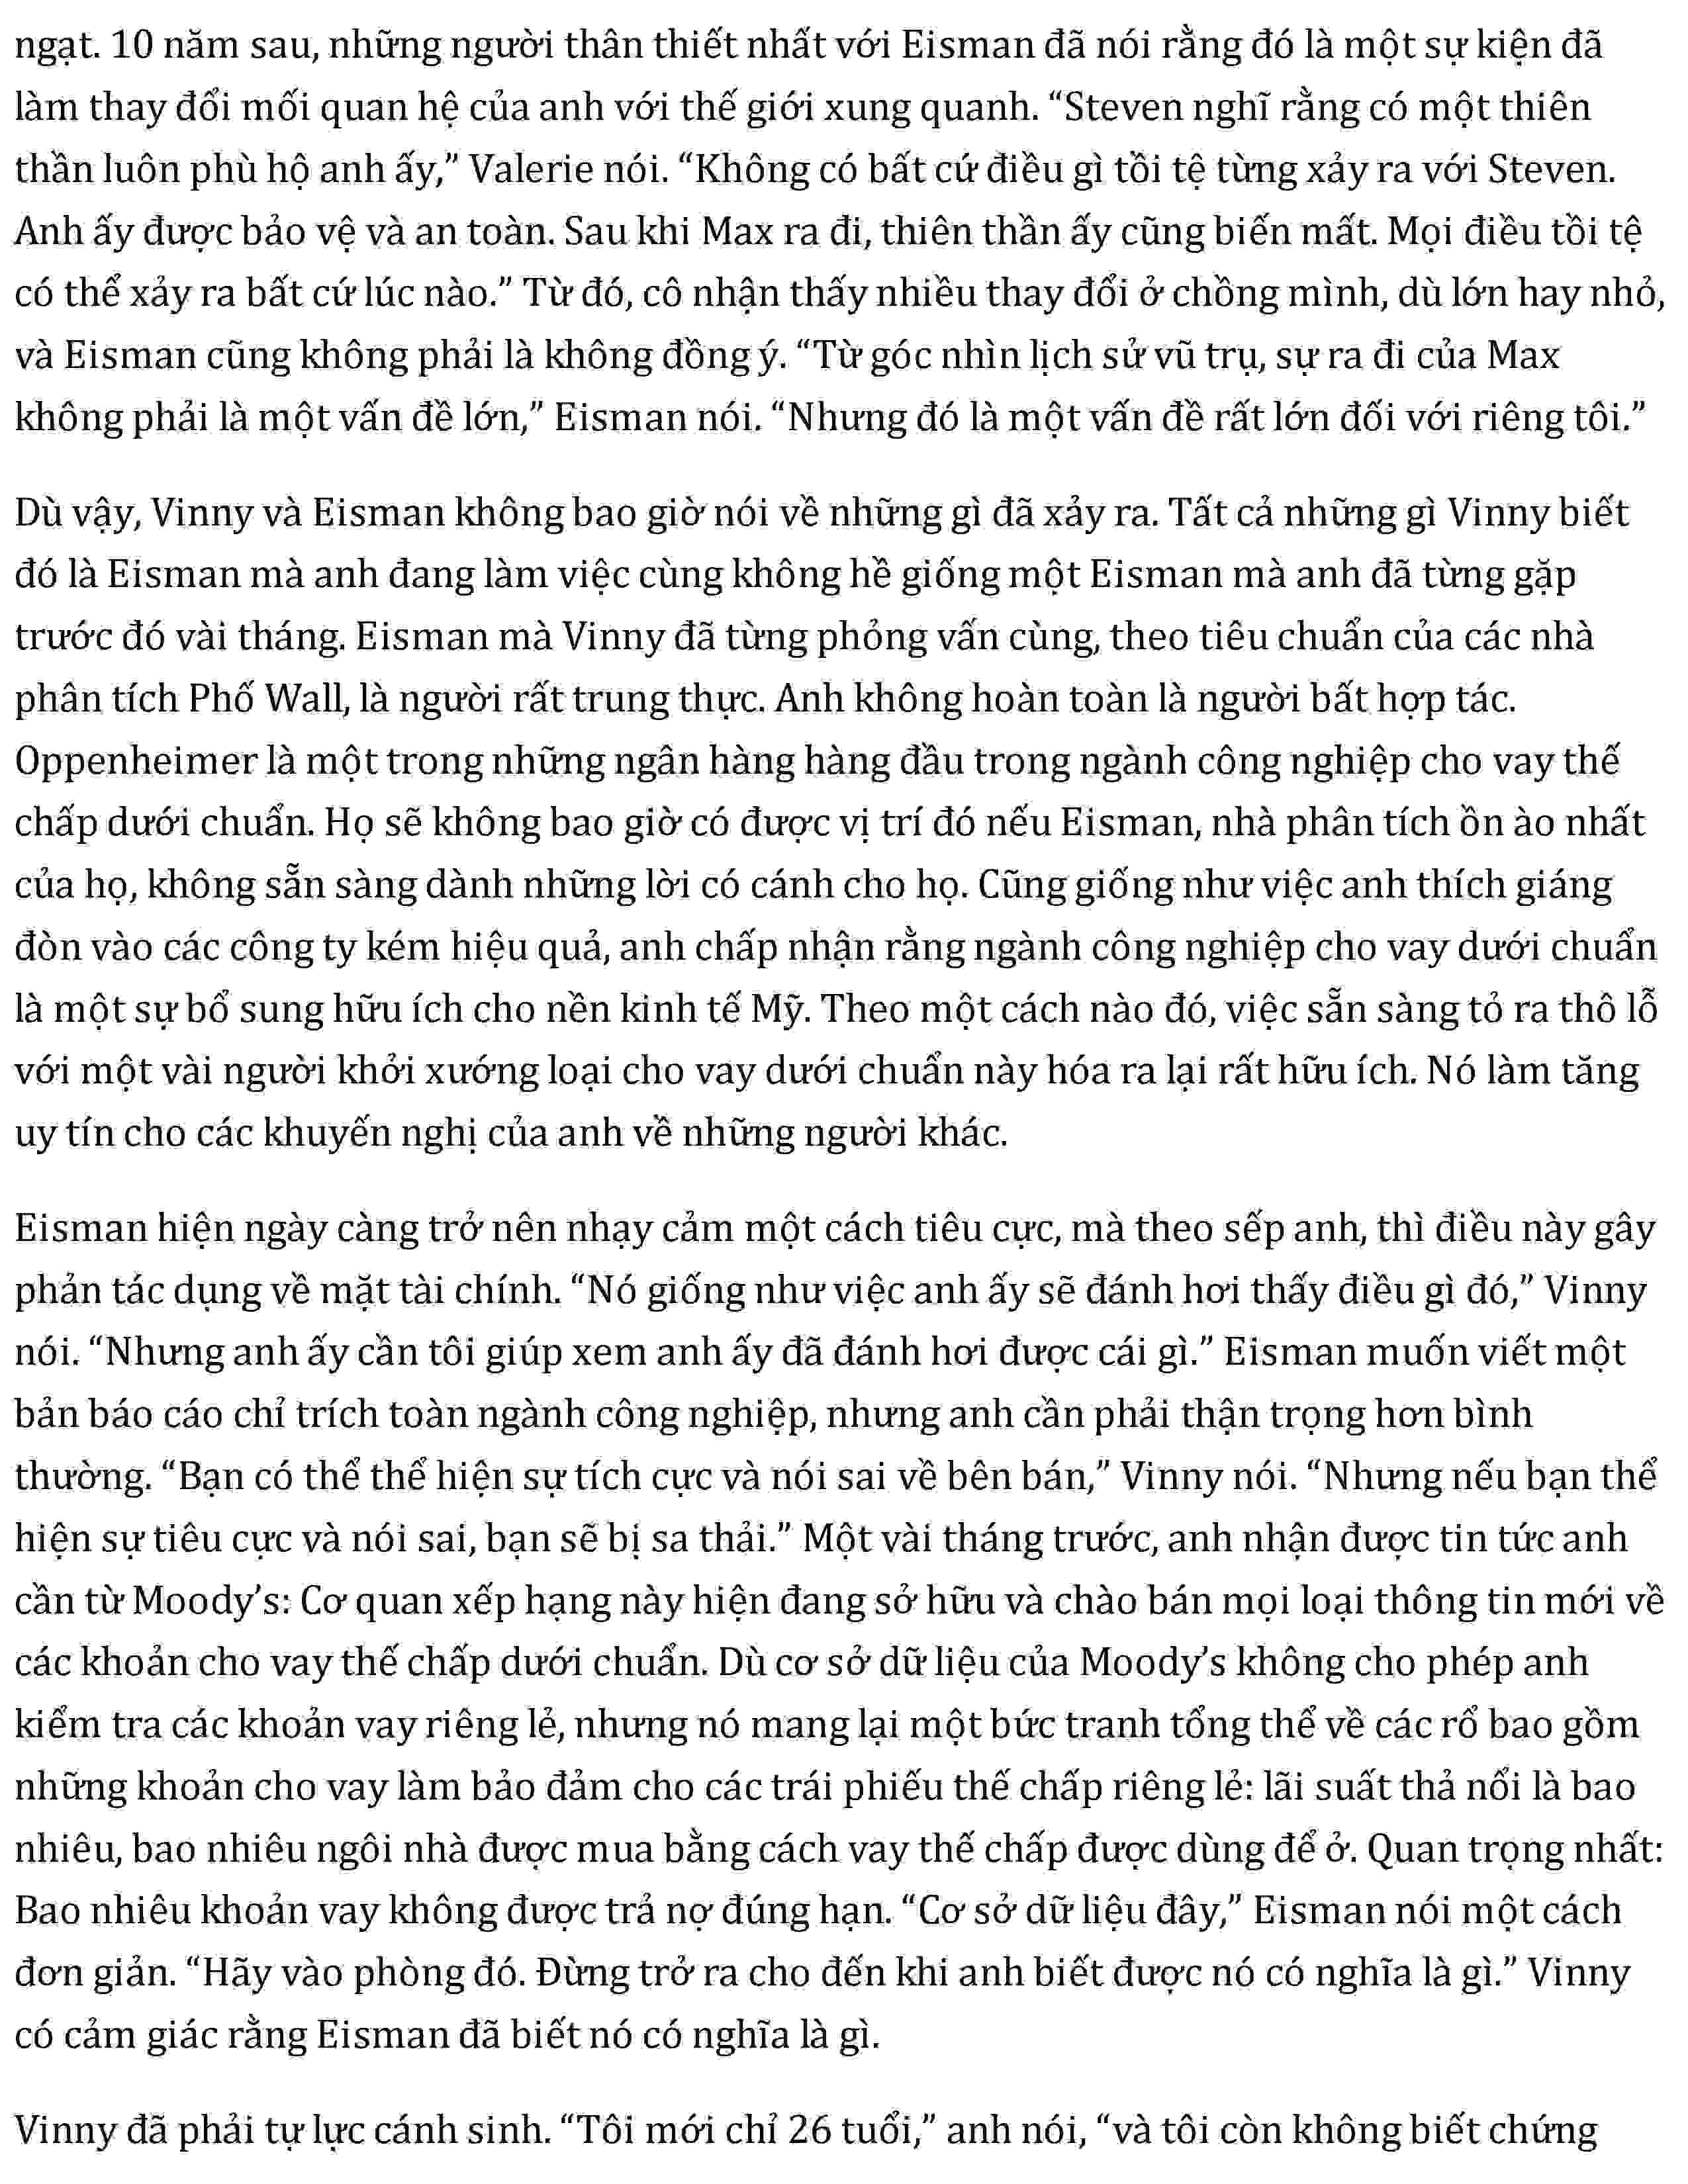 ngạt. 10 năm sau, những người thân thiết nhất với Eisman đã nói rằng đó là một sự kiện đã
làm thay đổi mối quan hệ của anh với thế giới xung quanh. “Steven nghĩ rằng có một thiên
thần luôn phù hộ anh ấy,” Valerie nói. “Không có bất cứ điều gì tồi tệ từng xảy ra với Steven.
Anh ấy được bảo vệ và an toàn. Sau khi Max ra đi, thiên thần ấy cũng biến mất. Mọi điều tồi tệ
có thể xảy ra bất cứ lúc nào.” Từ đó, cô nhận thấy nhiều thay đổi ở chồng mình, dù lớn hay nhỏ,
và Eisman cũng không phải là không đồng ý. “Từ góc nhìn lịch sử vũ trụ, sự ra đi của Max
không phải là một vấn đề lớn,” Eisman nói. “Nhưng đó là một vấn đề rất lớn đối với riêng tôi.”
Dù vậy, Vinny và Eisman không bao giờ nói về những gì đã xảy ra. Tất cả những gì Vinny biết
đó là Eisman mà anh đang làm việc cùng không hề giống một Eisman mà anh đã từng gặp
trước đó vài tháng. Eisman mà Vinny đã từng phỏng vấn cùng, theo tiêu chuẩn của các nhà
phân tích Phố Wall, là người rất trung thực. Anh không hoàn toàn là người bất hợp tác.
Oppenheimer là một trong những ngân hàng hàng đầu trong ngành công nghiệp cho vay thế
chấp dưới chuẩn. Họ sẽ không bao giờ có được vị trí đó nếu Eisman, nhà phân tích ồn ào nhất
của họ, không sẵn sàng dành những lời có cánh cho họ. Cũng giống như việc anh thích giáng
đòn vào các công ty kém hiệu quả, anh chấp nhận rằng ngành công nghiệp cho vay dưới chuẩn
là một sự bổ sung hữu ích cho nền kinh tế Mỹ. Theo một cách nào đó, việc sẵn sàng tỏ ra thô lỗ
với một vài người khởi xướng loại cho vay dưới chuẩn này hóa ra lại rất hữu ích. Nó làm tăng
uy tín cho các khuyến nghị của anh về những người khác.
Eisman hiện ngày càng trở nên nhạy cảm một cách tiêu cực, mà theo sếp anh, thì điều này gây
phản tác dụng về mặt tài chính. “Nó giống như việc anh ấy sẽ đánh hơi thấy điều gì đó,” Vinny
nói. “Nhưng anh ấy cần tôi giúp xem anh ấy đã đánh hơi được cái gì.” Eisman muốn viết một
bản báo cáo chỉ trích toàn ngành công nghiệp, nhưng anh cần phải thận trọng hơn bình
thường. “Bạn có thể thể hiện sự tích cực và nói sai về bên bán,” Vinny nói. “Nhưng nếu bạn thể
hiện sự tiêu cực và nói sai, bạn sẽ bị sa thải.” Một vài tháng trước, anh nhận được tin tức anh
cần từ Moody’s: Cơ quan xếp hạng này hiện đang sở hữu và chào bán mọi loại thông tin mới về
các khoản cho vay thế chấp dưới chuẩn. Dù cơ sở dữ liệu của Moody’s không cho phép anh
kiểm tra các khoản vay riêng lẻ, nhưng nó mang lại một bức tranh tổng thể về các rổ bao gồm
những khoản cho vay làm bảo đảm cho các trái phiếu thế chấp riêng lẻ: lãi suất thả nổi là bao
nhiêu, bao nhiêu ngôi nhà được mua bằng cách vay thế chấp được dùng để ở. Quan trọng nhất:
Bao nhiêu khoản vay không được trả nợ đúng hạn. “Cơ sở dữ liệu đây,” Eisman nói một cách
đơn giản. “Hãy vào phòng đó. Đừng trở ra cho đến khi anh biết được nó có nghĩa là gì.” Vinny
có cảm giác rằng Eisman đã biết nó có nghĩa là gì.
Vinny đã phải tự lực cánh sinh. “Tôi mới chỉ 26 tuổi,” anh nói, “và tôi còn không biết chứng